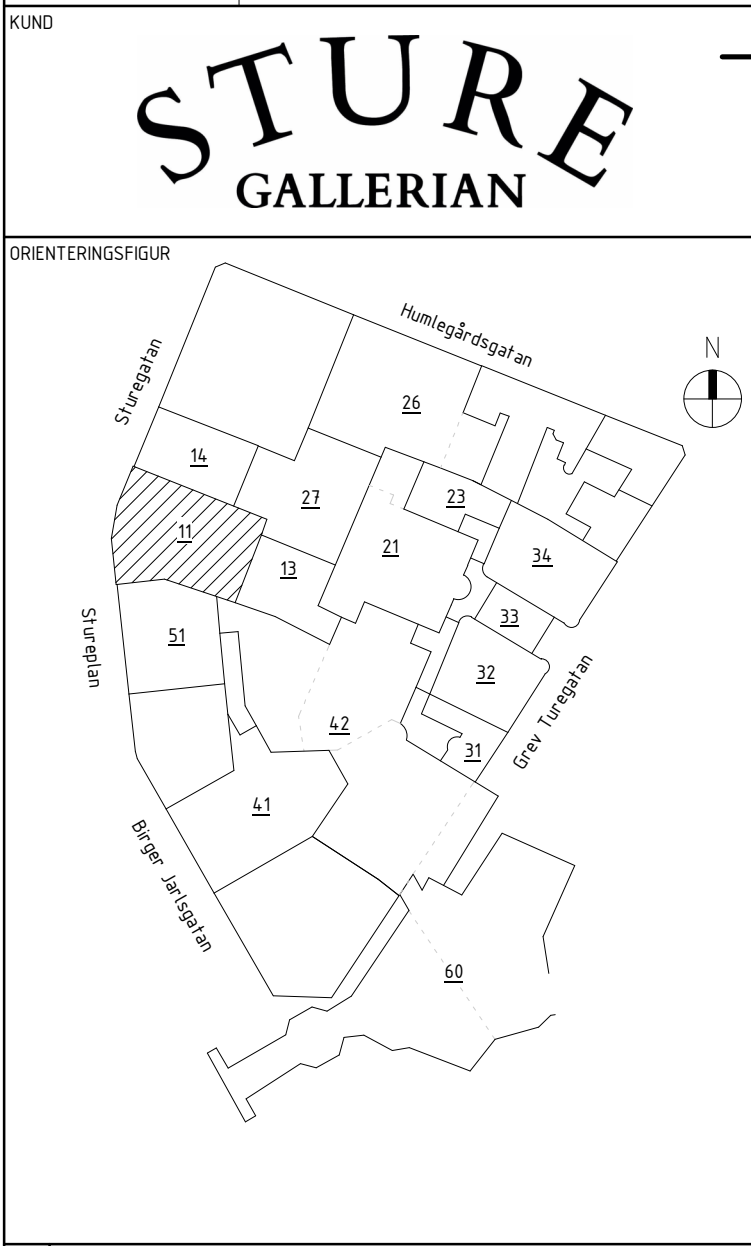 KUND
STURE
GALLERIAN
ORIENTERINGSFIGUR
Humlegårdsgatan
N
Sturegatan
26
14
27
23
11
21
34
13
33
Stureplan
51
32
42
Grev Turegatan
31
41
Birger Jarlsgatan
60